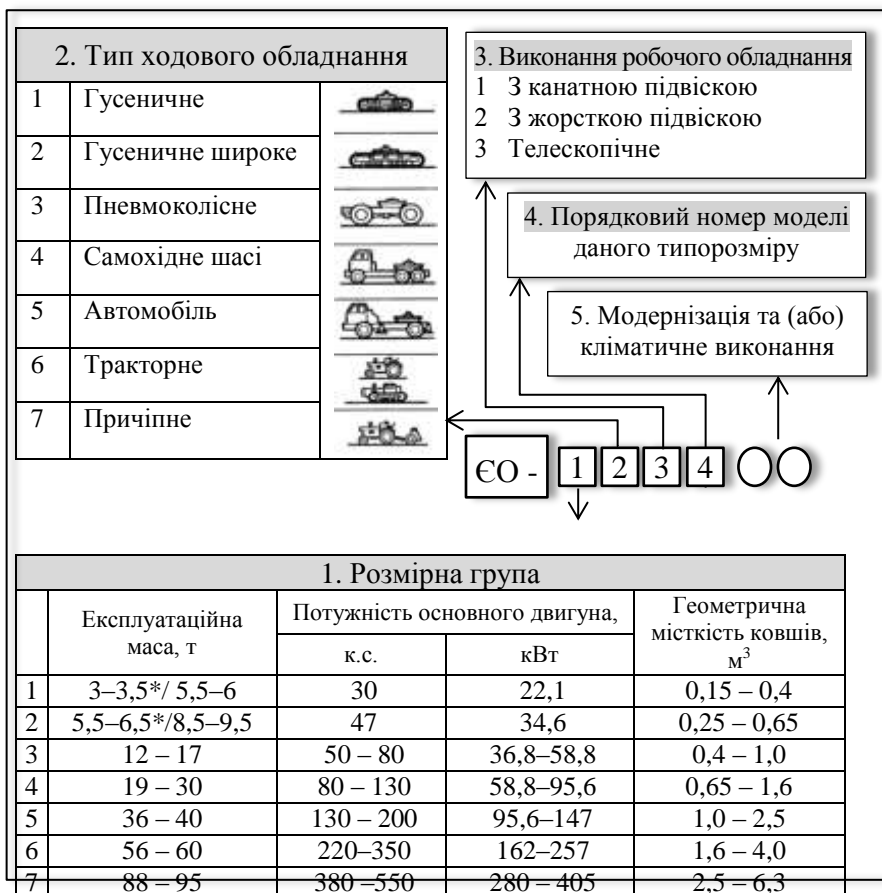 2. Тип ходового обладнання
1 Гусеничне
2 Гусеничне широке
3 Пневмоколісне
4 Самохідне шасі
5 Автомобіль
6 Тракторне
7 Причіпне
3. Виконання робочого обладнання
1 З канатною підвіскою
2 З жорсткою підвіскою
3 Телескопічне
4. Порядковий номер моделі
даного типорозміру
5. Модернізація та (або)
кліматичне виконання
ЄО - 1 2 3 4
1. Розмірна група
Експлуатаційна
маса, т
Потужність основного двигуна,
к.с. кВт
Геометрична
місткість ковшів,
м³
1 3–3,5*/ 5,5–6 30 22,1 0,15 – 0,4
2 5,5–6,5*/8,5–9,5 47 34,6 0,25 – 0,65
3 12 – 17 50 – 80 36,8–58,8 0,4 – 1,0
4 19 – 30 80 – 130 58,8–95,6 0,65 – 1,6
5 36 – 40 130 – 200 95,6–147 1,0 – 2,5
6 56 – 60 220–350 162–257 1,6 – 4,0
7 88 – 95 380 –550 280 – 405 2,5 – 6,3